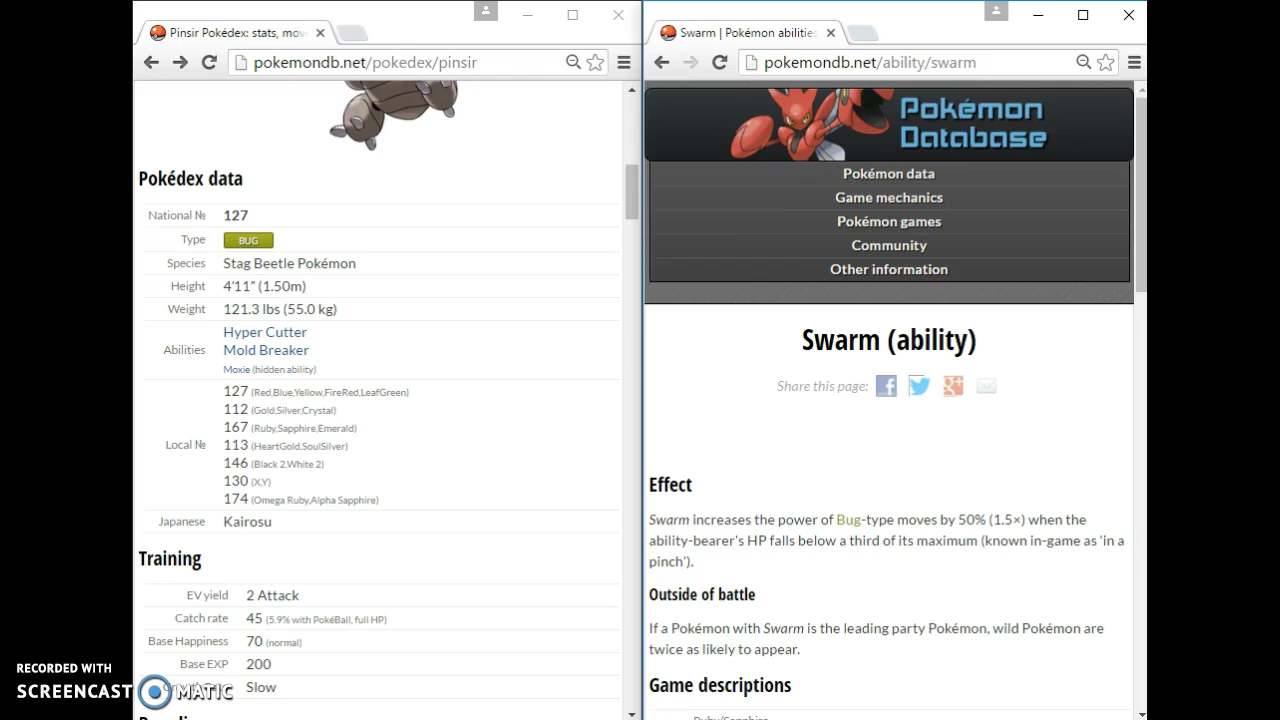 Pinsir Pokédex: stats, mov
pokemondb.net/pokedex/pinsir
Pokédex data
National № 127
Type BUG
Species Stag Beetle Pokémon
Height 4'11" (1.50m)
Weight 121.3 lbs (55.0 kg)
Abilities Hyper Cutter
Mold Breaker
Moxie (hidden ability)
Local № 127 (Red,Blue,Yellow,FireRed,LeafGreen)
112 (Gold,Silver,Crystal)
167 (Ruby,Sapphire,Emerald)
113 (HeartGold,SoulSilver)
146 (Black 2,White 2)
130 (X,Y)
174 (Omega Ruby,Alpha Sapphire)
Japanese Kairosu
Training
EV yield 2 Attack
Catch rate 45 (5.9% with PokéBall, full HP)
Base Happiness 70 (normal)
Base EXP 200
Slow
RECORDED WITH
SCREENCAST MATIC
Swarm | Pokémon abilities
pokemondb.net/ability/swarm
Pokémon
Database
Pokémon data
Game mechanics
Pokémon games
Community
Other information
Swarm (ability)
Share this page:
Effect
Swarm increases the power of Bug-type moves by 50% (1.5×) when the
ability-bearer's HP falls below a third of its maximum (known in-game as 'in a
pinch').
Outside of battle
If a Pokémon with Swarm is the leading party Pokémon, wild Pokémon are
twice as likely to appear.
Game descriptions
Ruby/Sapphire